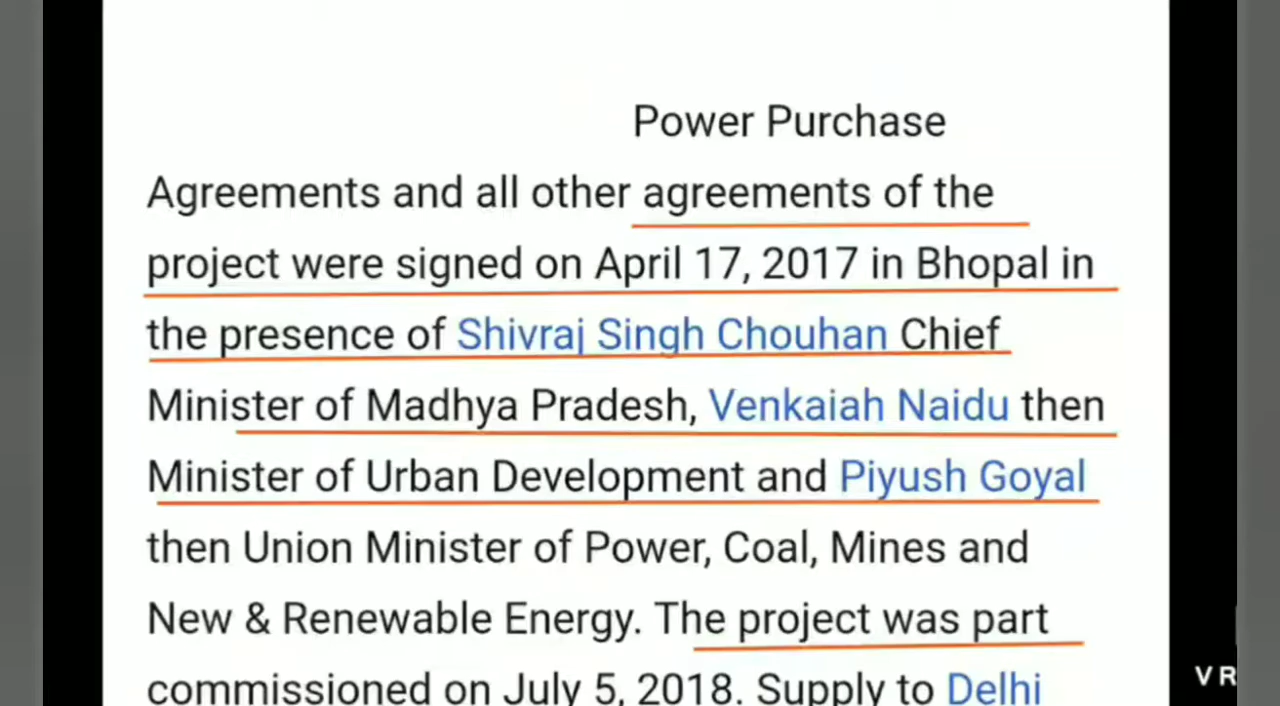 Power Purchase
Agreements and all other agreements of the
project were signed on April 17, 2017 in Bhopal in
the presence of Shivraj Singh Chouhan Chief
Minister of Madhya Pradesh, Venkaiah Naidu then
Minister of Urban Development and Piyush Goyal
then Union Minister of Power, Coal, Mines and
New & Renewable Energy. The project was part
commissioned on July 5, 2018. Supply to Delhi
VR